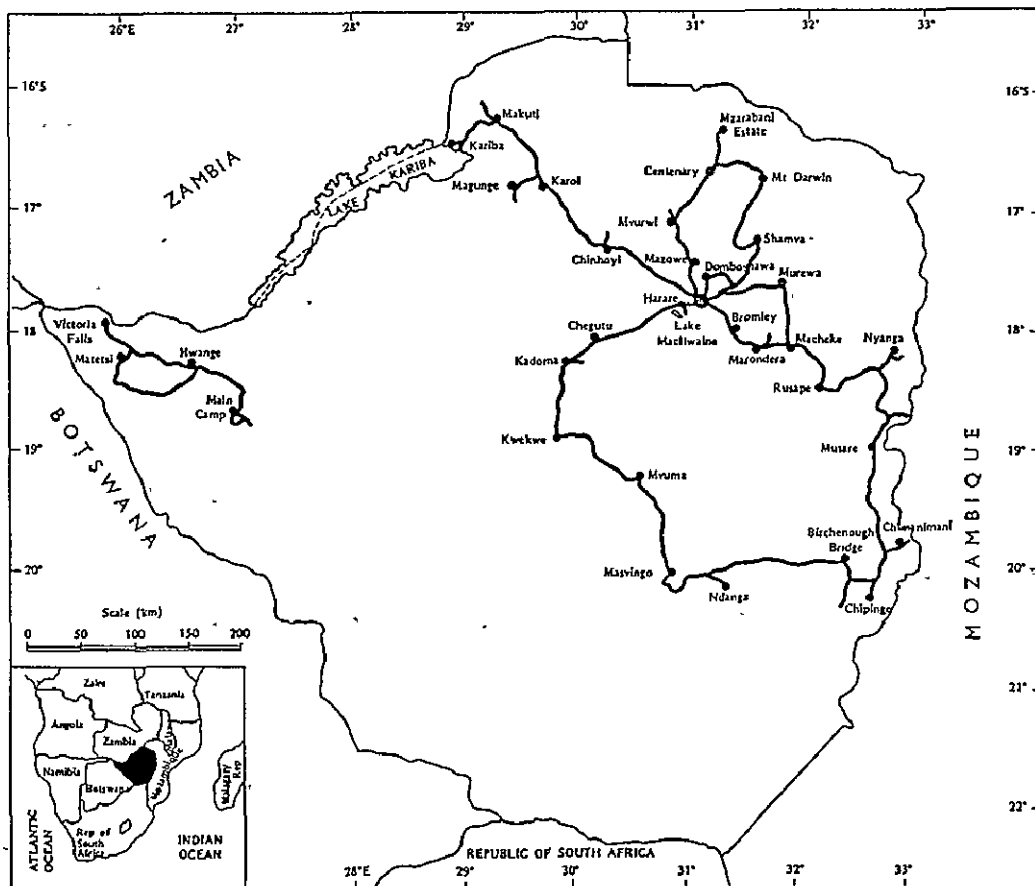 26°E 27° 28° 29° 30° 31° 32° 33°
16°S
16°S
Muzarabani
Estate
Makuti
Kariba
KARIBA
LAKE
ZAMBIA
Magunge
Karoi
Centenary
Mt Darwin
17°
17°
Mvurwi
Shamva
Chinhoyi
Mazowe
Domboshawa
Murewa
Harare
Lake
Bromley
18°
18°
Victoria
Falls
Matetsi
Hwange
Main
Camp
Chegutu
Kadoma
Marondera
Macheke
Nyanga
Rusape
BOTSWANA
Kwekwe
Mutare
19°
19°
MOZAMBIQUE
Mvuma
Birchenough
Bridge
Chimanimani
Masvingo
Ndanga
Chipinge
20°
20°
Scale (km)
0 50 100 150 200
21°
22°
Zaire
Tanzania
Angola
Zambia
Namibia
Botswana
Malagasy
Rep
Rep of
South
Africa
ATLANTIC
OCEAN
INDIAN
OCEAN
REPUBLIC OF SOUTH AFRICA
28°E 29° 30° 31° 32° 33°